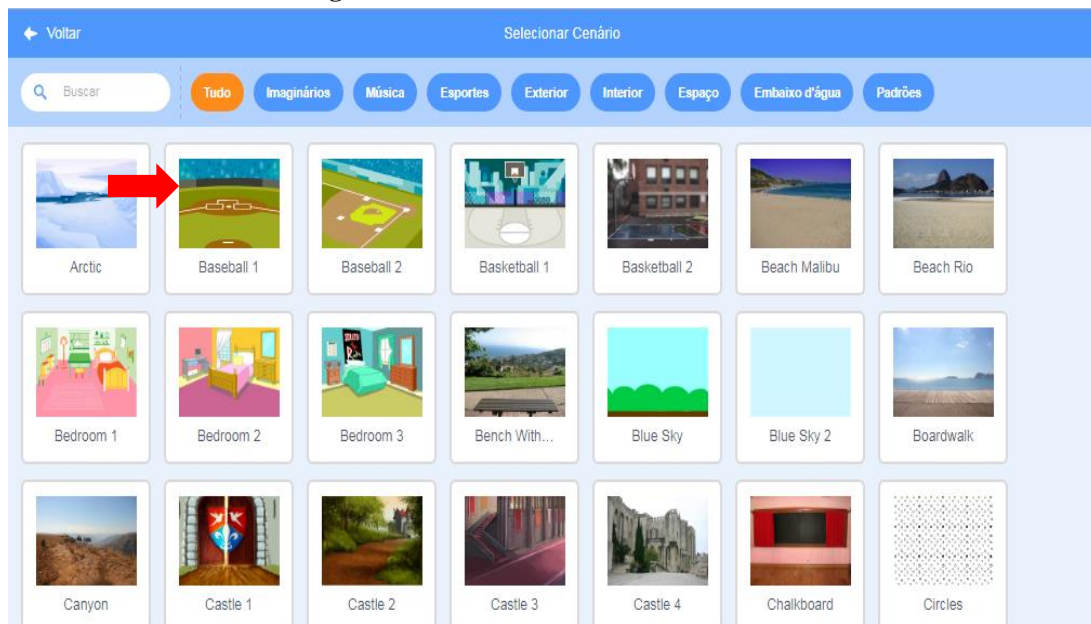 Voltar
Selecionar Cenário
Buscar
Tudo
Imaginários
Música
Esportes
Exterior
Interior
Espaço
Embaixo d'água
Padrões
Arctic
Baseball 1
Baseball 2
Basketball 1
Basketball 2
Beach Malibu
Beach Rio
Bedroom 1
Bedroom 2
Bedroom 3
Bench With...
Blue Sky
Blue Sky 2
Boardwalk
Canyon
Castle 1
Castle 2
Castle 3
Castle 4
Chalkboard
Circles